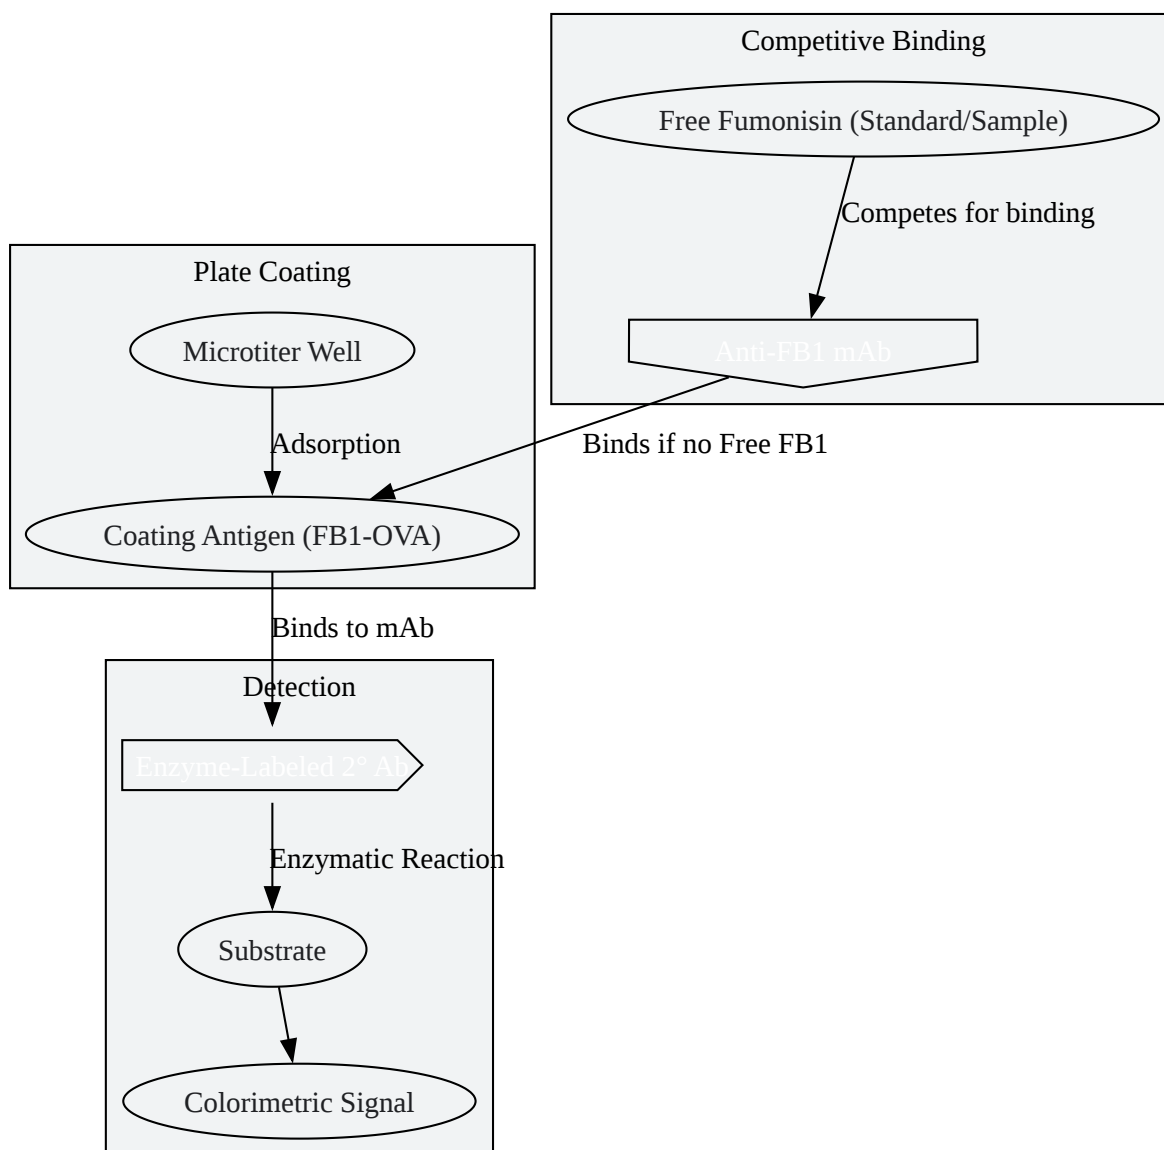 Competitive Binding
Free Fumonisin (Standard/Sample)
Competes for binding
Plate Coating
Microtiter Well
Anti-FB1 mAb
Adsorption
Binds if no Free FB1
Coating Antigen (FB1-OVA)
Binds to mAb
Detection
Enzyme-Labeled 2° Ab
Enzymatic Reaction
Substrate
Colorimetric Signal